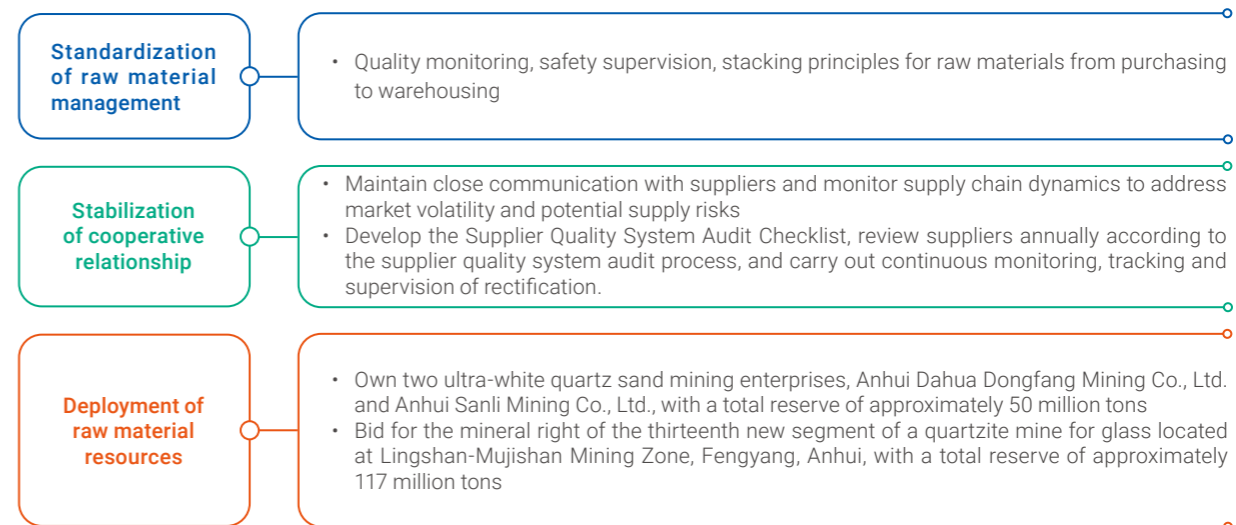 Standardization
of raw material
management
• Quality monitoring, safety supervision, stacking principles for raw materials from purchasing
to warehousing
Stabilization
of cooperative
relationship
• Maintain close communication with suppliers and monitor supply chain dynamics to address
market volatility and potential supply risks
• Develop the Supplier Quality System Audit Checklist, review suppliers annually according to
the supplier quality system audit process, and carry out continuous monitoring, tracking and
supervision of rectification.
Deployment of
raw material
resources
• Own two ultra-white quartz sand mining enterprises, Anhui Dahua Dongfang Mining Co., Ltd.
and Anhui Sanli Mining Co., Ltd., with a total reserve of approximately 50 million tons
• Bid for the mineral right of the thirteenth new segment of a quartzite mine for glass located
at Lingshan-Mujishan Mining Zone, Fengyang, Anhui, with a total reserve of approximately
117 million tons